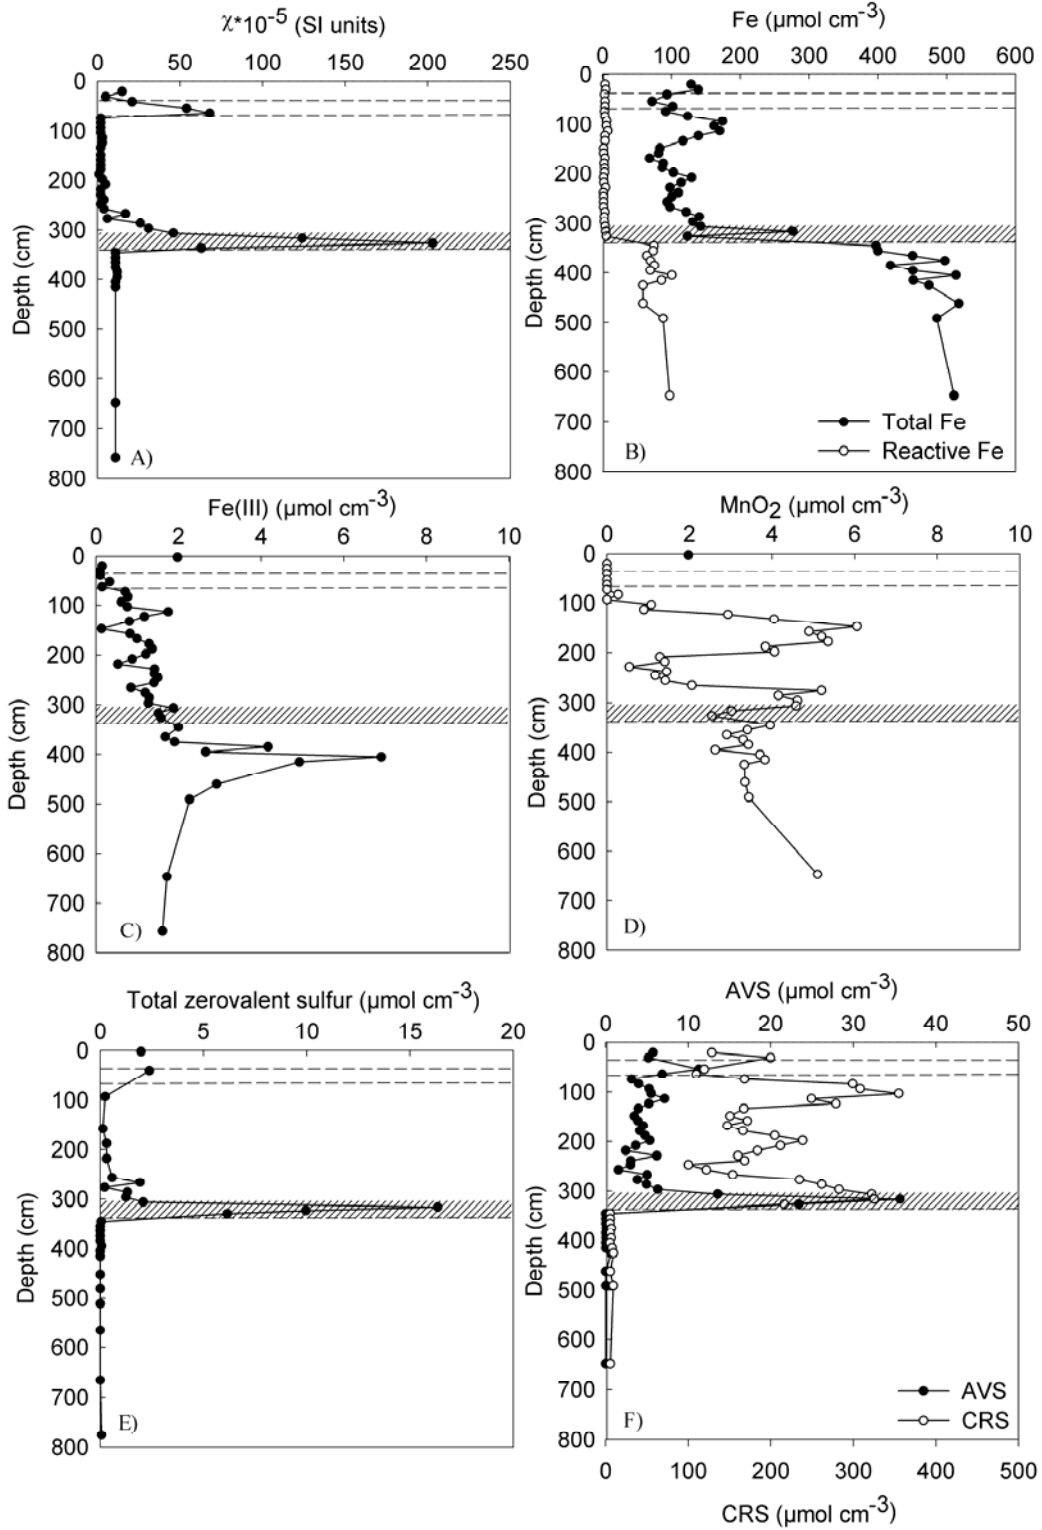 χ*10-5 (SI units)
0 50 100 150 200 250
0
100
200
300
400
500
600
700
800
Depth (cm)
A)
Fe (µmol cm-3)
0 100 200 300 400 500 600
0
100
200
300
400
500
600
700
800
Depth (cm)
Total Fe
Reactive Fe
B)
Fe(III) (µmol cm-3)
0 2 4 6 8 10
0
100
200
300
400
500
600
700
800
Depth (cm)
C)
MnO2 (µmol cm-3)
0 2 4 6 8 10
0
100
200
300
400
500
600
700
800
Depth (cm)
D)
Total zerovalent sulfur (µmol cm-3)
0 5 10 15 20
0
100
200
300
400
500
600
700
800
Depth (cm)
E)
AVS (µmol cm-3)
0 10 20 30 40 50
0
100
200
300
400
500
600
700
800
Depth (cm)
AVS
CRS
F)
0 100 200 300 400 500
CRS (µmol cm-3)